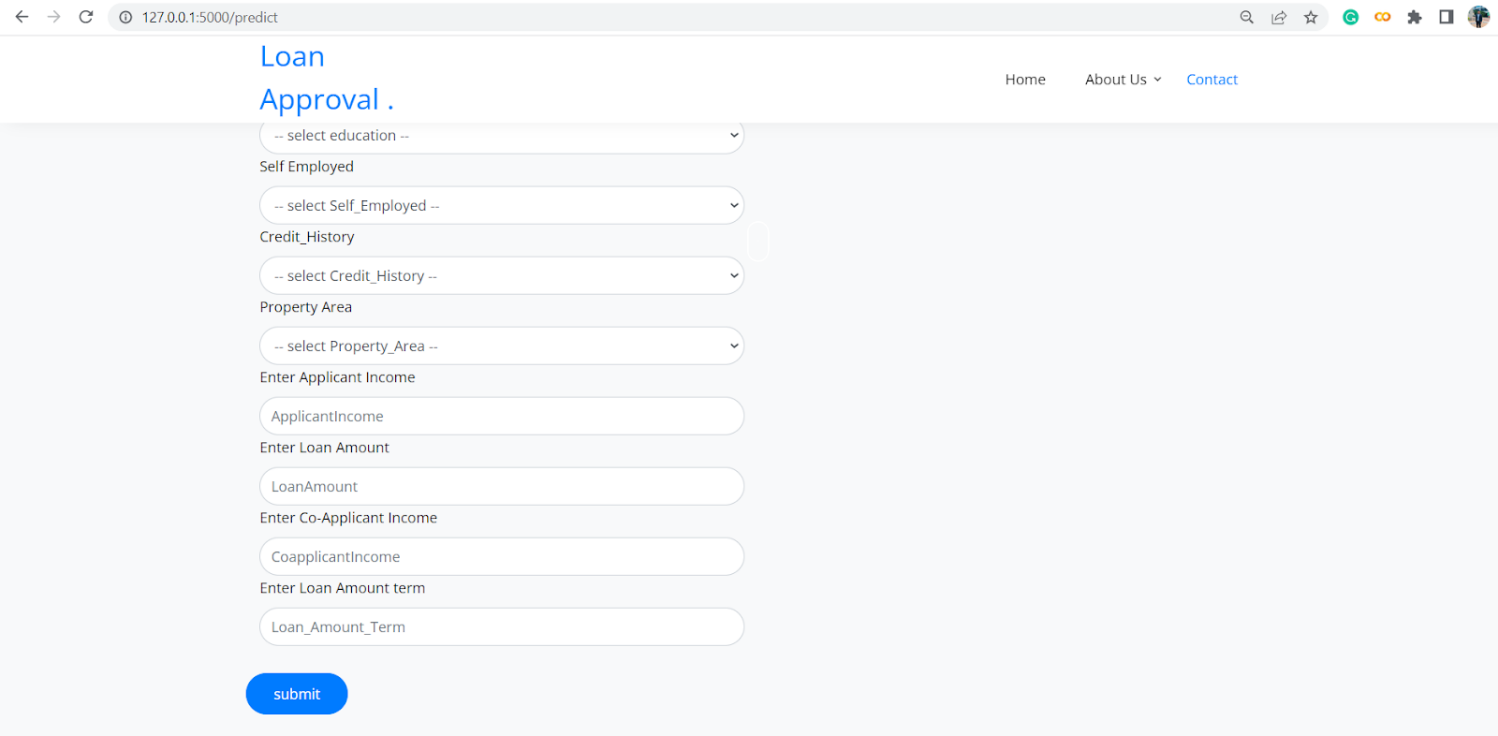 127.0.0.1:5000/predict
Loan
Approval .
Home About Us Contact
-- select education --
Self Employed
-- select Self_Employed --
Credit_History
-- select Credit_History --
Property Area
-- select Property_Area --
Enter Applicant Income
ApplicantIncome
Enter Loan Amount
LoanAmount
Enter Co-Applicant Income
CoapplicantIncome
Enter Loan Amount term
Loan_Amount_Term
submit